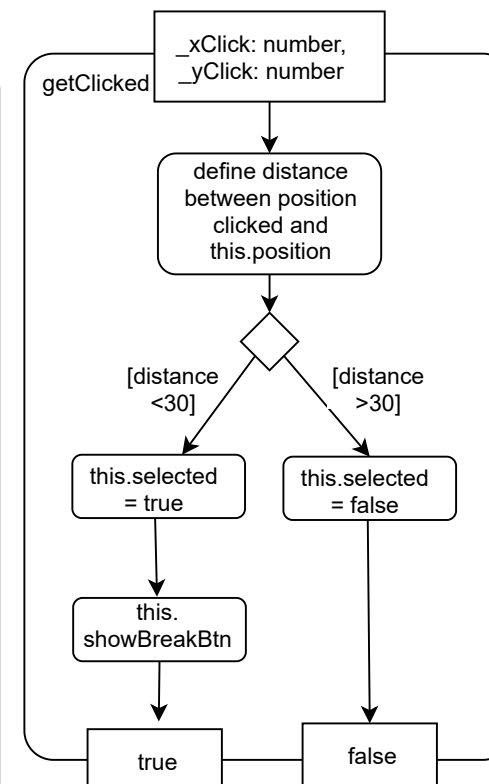 _xClick: number,
_yClick: number
getClicked
define distance
between position
clicked and
this.position
[distance
<30]
[distance
>30]
this.selected
= true
this.selected
= false
this.
showBreakBtn
true
false